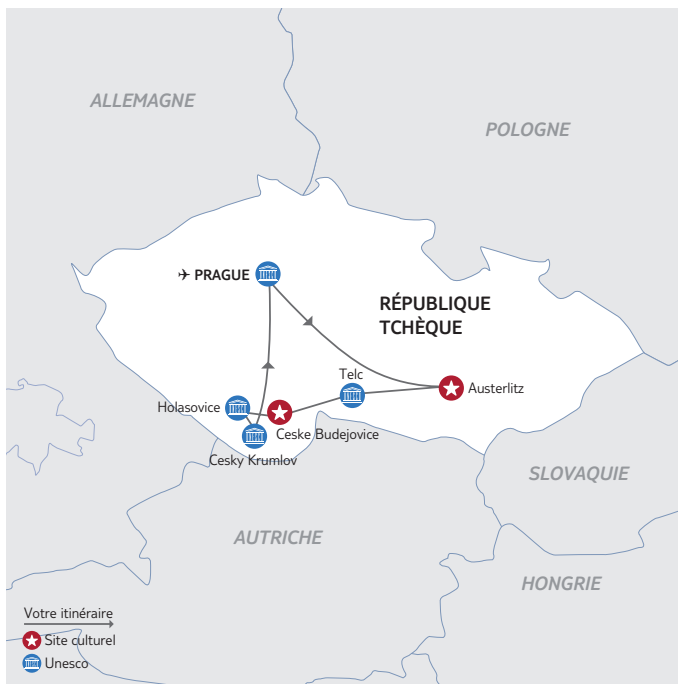 ALLEMAGNE
POLOGNE
✈ PRAGUE
RÉPUBLIQUE
TCHÈQUE
Telc
Austerlitz
Holasovice
Ceske Budejovice
Cesky Krumlov
SLOVAQUIE
AUTRICHE
HONGRIE
Votre itinéraire
Site culturel
Unesco